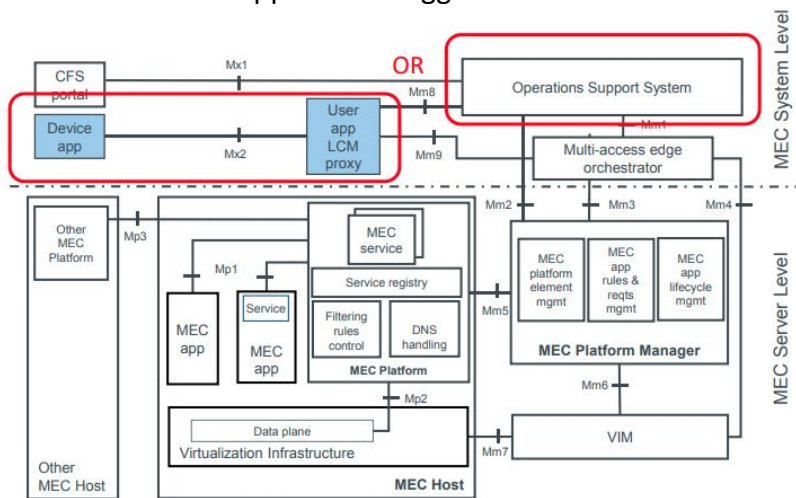 OR
CFS
portal
Mx1
Operations Support System
Mm8
Device
app
Mx2
User
app
LCM
proxy
Mm9
Mm1
Multi-access edge
orchestrator
MEC System Level
Other
MEC
Platform
Mp3
Mp1
MEC
service
Service registry
Filtering
rules
control
DNS
handling
MEC Platform
MEC
app
Service
MEC
app
Mp2
Data plane
Virtualization Infrastructure
MEC Host
Other
MEC Host
Mm5
Mm2
Mm3
Mm4
MEC
platform
element
mgmt
MEC
app
rules &
reqts
mgmt
MEC
app
lifecycle
mgmt
MEC Platform Manager
Mm6
Mm7
VIM
MEC Server Level